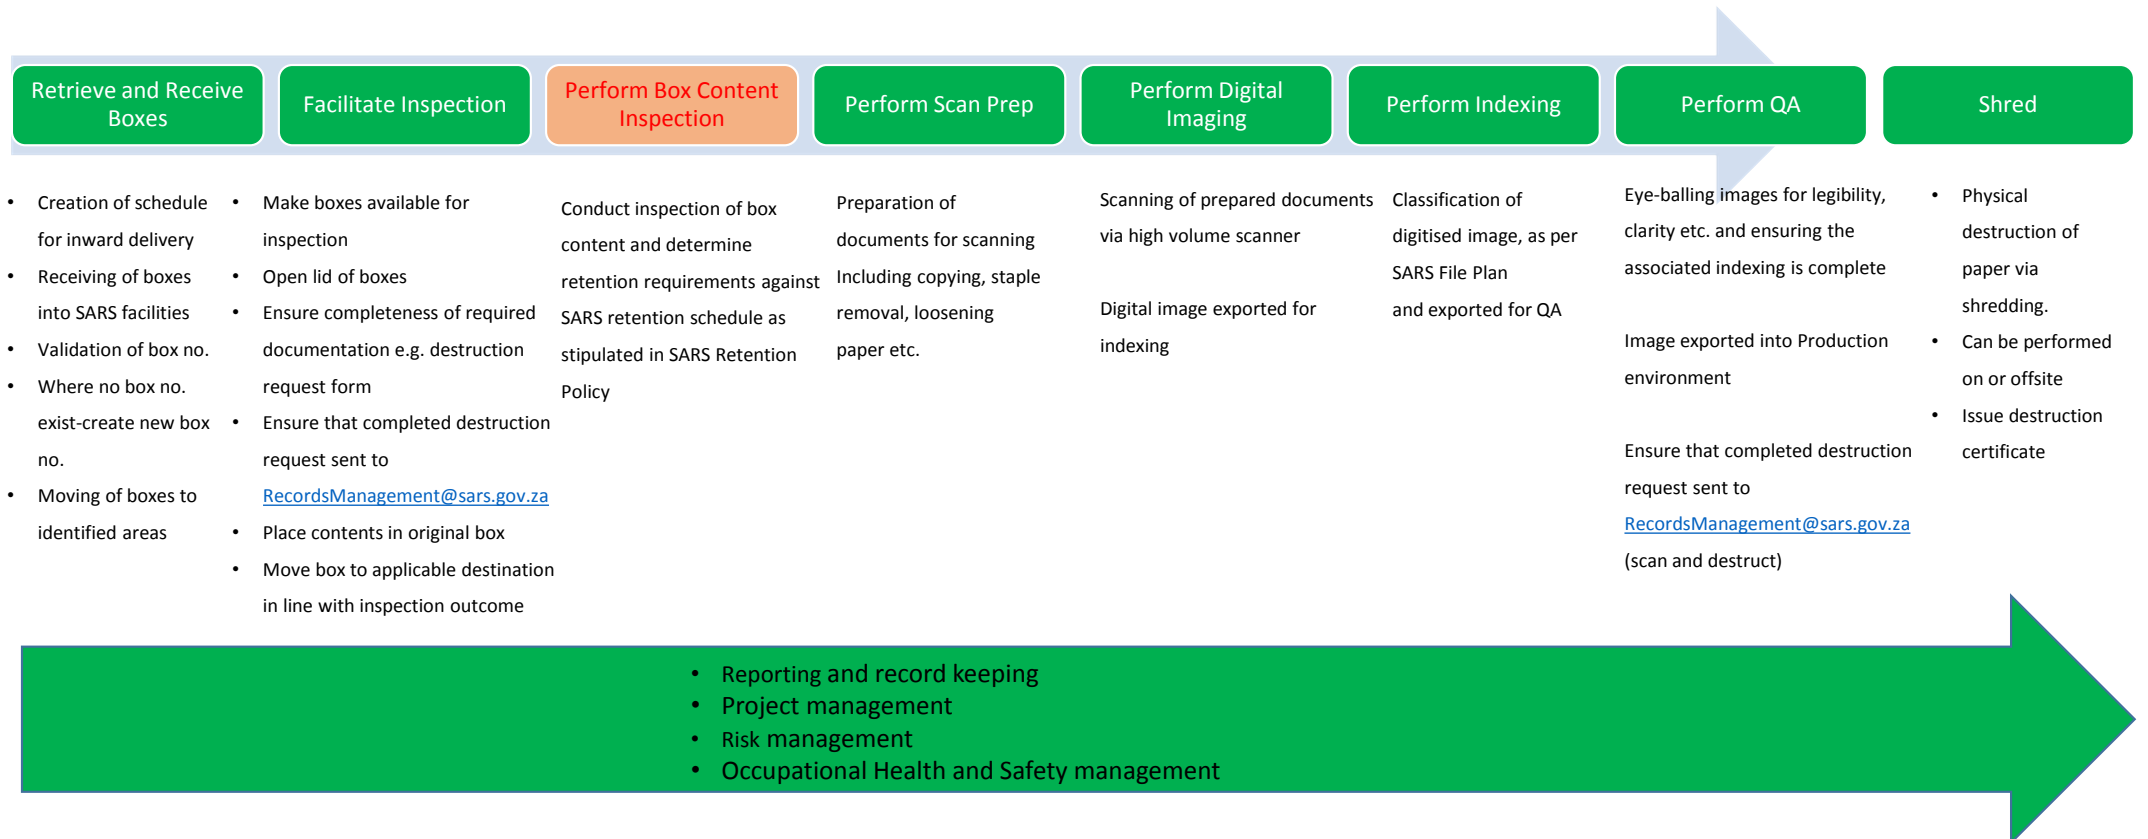 Retrieve and Receive
Boxes
Facilitate Inspection
Perform Box Content
Inspection
Perform Scan Prep
Perform Digital
Imaging
Perform Indexing
Perform QA
Shred
• Creation of schedule
for inward delivery
• Receiving of boxes
into SARS facilities
• Validation of box no.
• Where no box no.
exist-create new box
no.
• Moving of boxes to
identified areas
• Make boxes available for
inspection
• Open lid of boxes
• Ensure completeness of required
documentation e.g. destruction
request form
• Ensure that completed destruction
request sent to
RecordsManagement@sars.gov.za
• Place contents in original box
• Move box to applicable destination
in line with inspection outcome
Conduct inspection of box
content and determine
retention requirements against
SARS retention schedule as
stipulated in SARS Retention
Policy
Preparation of
documents for scanning
Including copying, staple
removal, loosening
paper etc.
Scanning of prepared documents
via high volume scanner
Digital image exported for
indexing
Classification of
digitised image, as per
SARS File Plan
and exported for QA
Eye-balling images for legibility,
clarity etc. and ensuring the
associated indexing is complete
Image exported into Production
environment
Ensure that completed destruction
request sent to
RecordsManagement@sars.gov.za
(scan and destruct)
• Physical
destruction of
paper via
shredding.
• Can be performed
on or offsite
• Issue destruction
certificate
• Reporting and record keeping
• Project management
• Risk management
• Occupational Health and Safety management